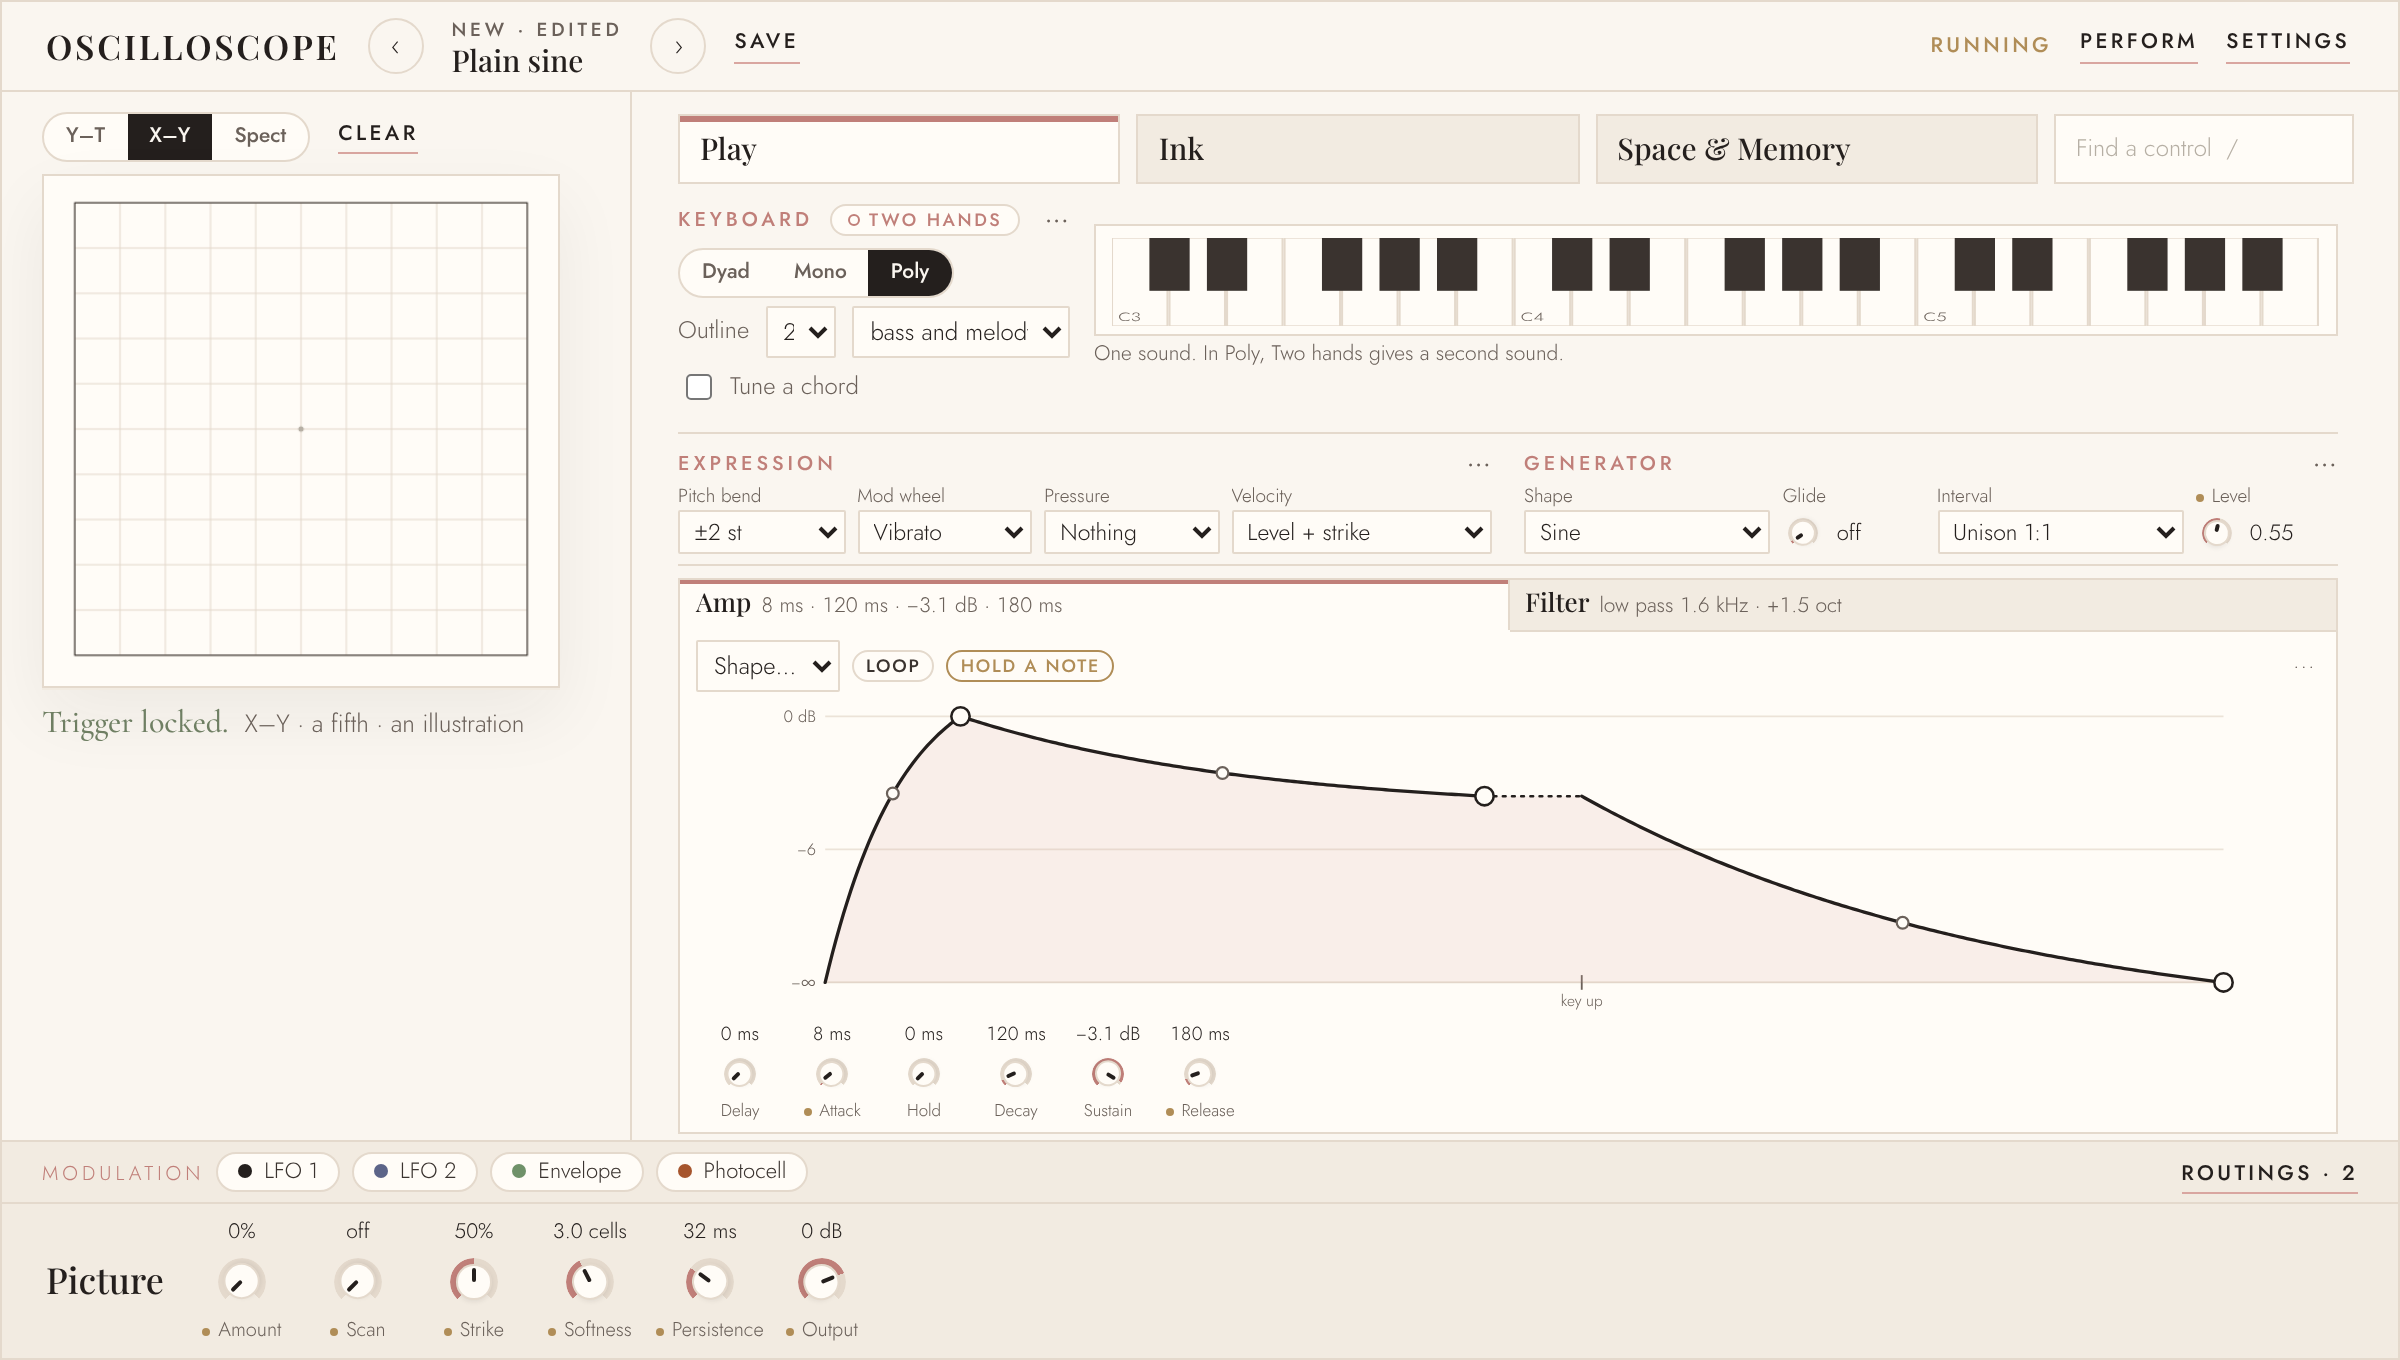 OSCILLOSCOPE
‹
NEW · EDITED
Plain sine
›
SAVE
RUNNING
PERFORM
SETTINGS
Y–T
X–Y
Spect
CLEAR
Trigger locked. X–Y · a fifth · an illustration
Play
Ink
Space & Memory
Find a control /
KEYBOARD
TWO HANDS
...
Dyad
Mono
Poly
Outline
2
bass and melod
Tune a chord
C3
C4
C5
One sound. In Poly, Two hands gives a second sound.
EXPRESSION
...
Pitch bend
Mod wheel
Pressure
Velocity
±2 st
Vibrato
Nothing
Level + strike
GENERATOR
...
Shape
Glide
Interval
Level
Sine
off
Unison 1:1
0.55
Amp 8 ms · 120 ms · −3.1 dB · 180 ms
Filter low pass 1.6 kHz · +1.5 oct
Shape...
LOOP
HOLD A NOTE
...
0 dB
−6
−∞
key up
0 ms
8 ms
0 ms
120 ms
−3.1 dB
180 ms
Delay
Attack
Hold
Decay
Sustain
Release
MODULATION
LFO 1
LFO 2
Envelope
Photocell
ROUTINGS · 2
Picture
0%
off
50%
3.0 cells
32 ms
0 dB
Amount
Scan
Strike
Softness
Persistence
Output